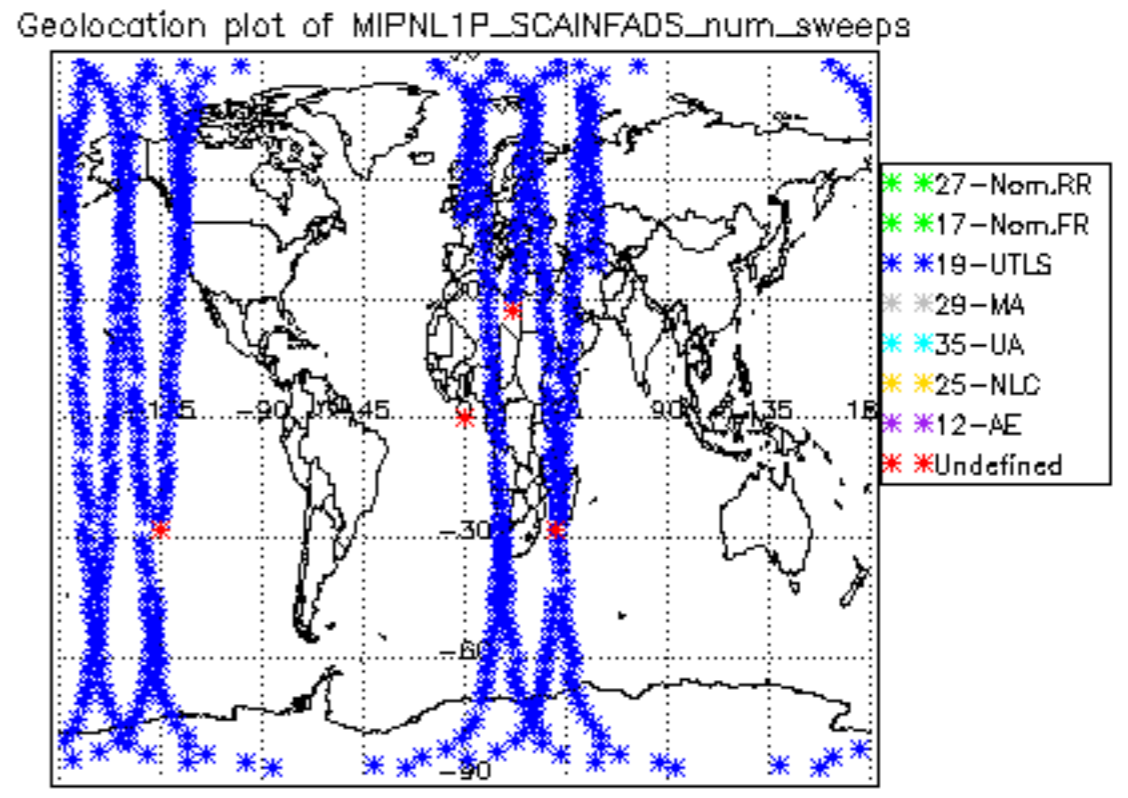 Geolocation plot of MIPNL1P_SCAINFADS_num_sweeps
27-Nom.RR
17-Nom.FR
19-UTLS
29-MA
35-UA
25-NLC
12-AE
Undefined
-90
-45
90
135
-30
-60
-90